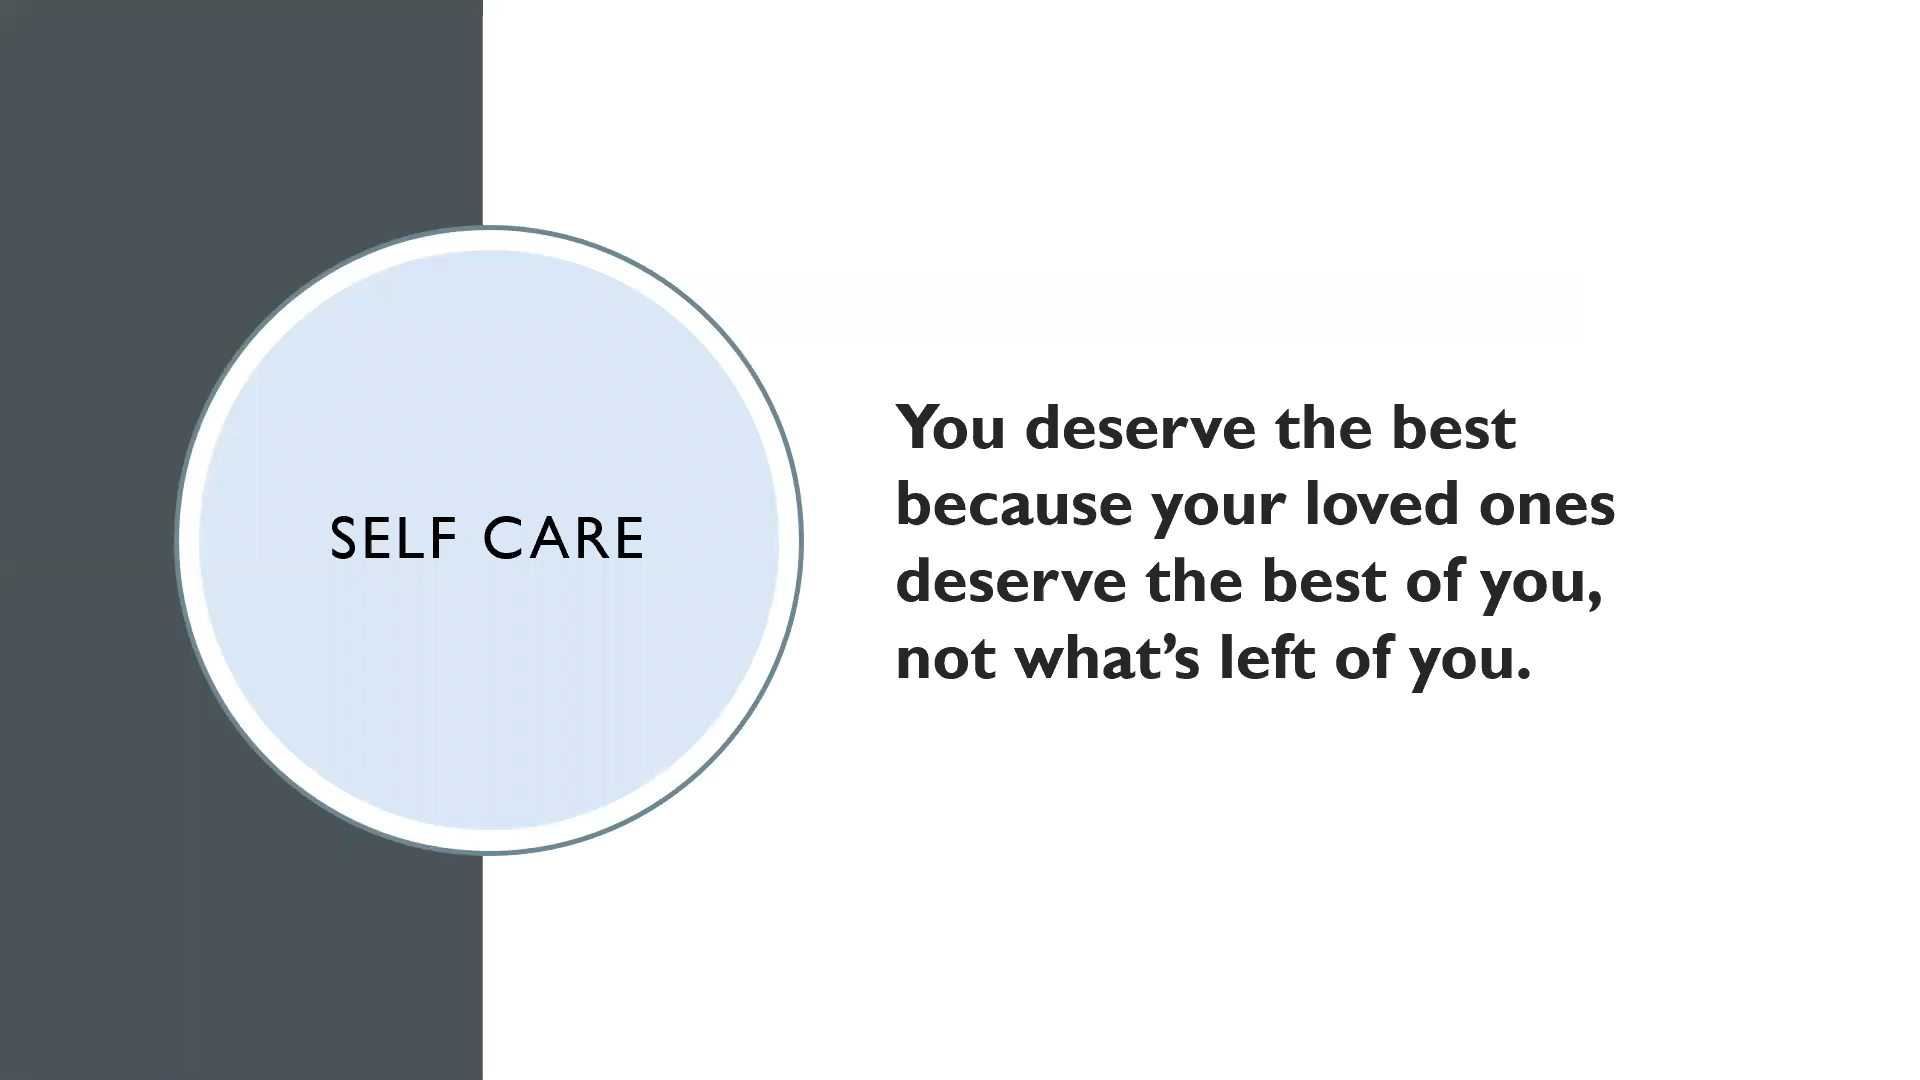 SELF CARE
You deserve the best
because your loved ones
deserve the best of you,
not what’s left of you.